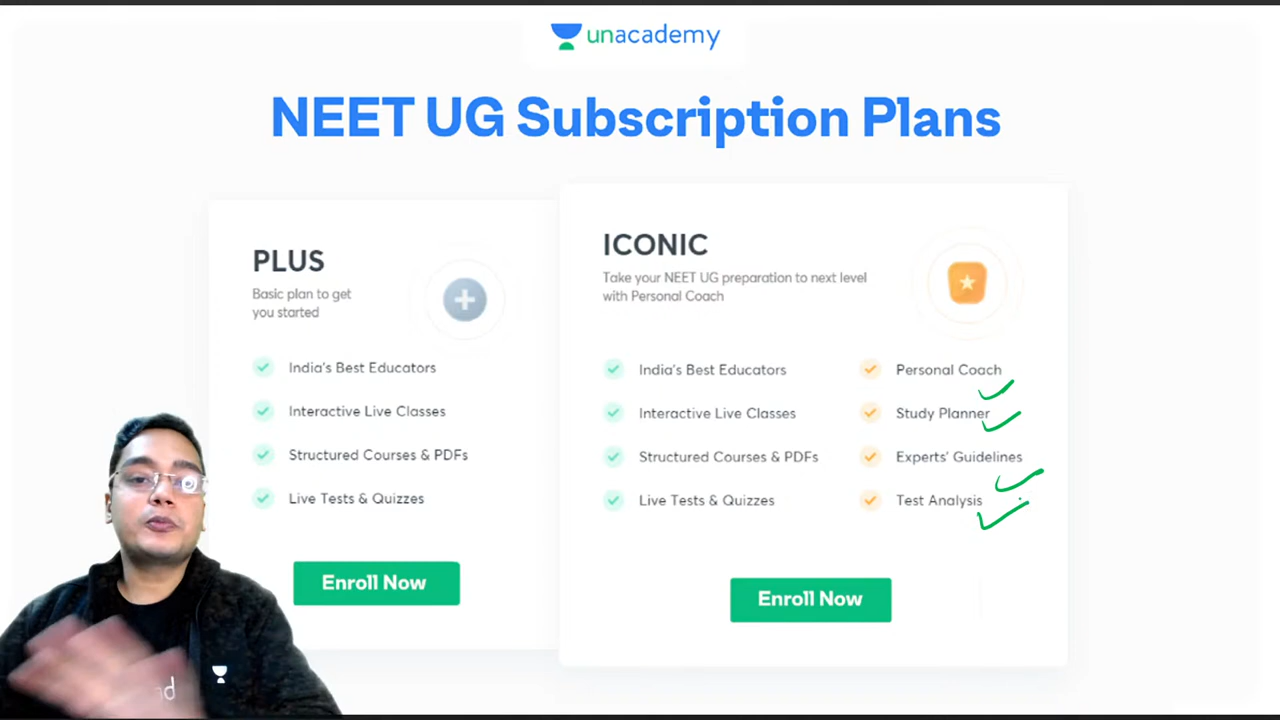 unacademy
NEET UG Subscription Plans
PLUS
Basic plan to get
you started
India's Best Educators
Interactive Live Classes
Structured Courses & PDFs
Live Tests & Quizzes
Enroll Now
ICONIC
Take your NEET UG preparation to next level
with Personal Coach
India's Best Educators
Interactive Live Classes
Structured Courses & PDFs
Live Tests & Quizzes
Personal Coach
Study Planner
Experts' Guidelines
Test Analysis
Enroll Now